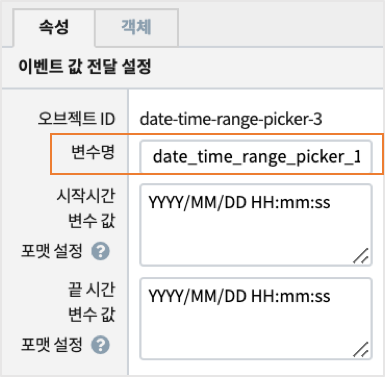 속성 객체
이벤트 값 전달 설정
오브젝트 ID date-time-range-picker-3
변수명 date_time_range_picker_1
시작시간
변수 값
포맷 설정 ?
YYYY/MM/DD HH:mm:ss
끝 시간
변수 값
포맷 설정 ?
YYYY/MM/DD HH:mm:ss